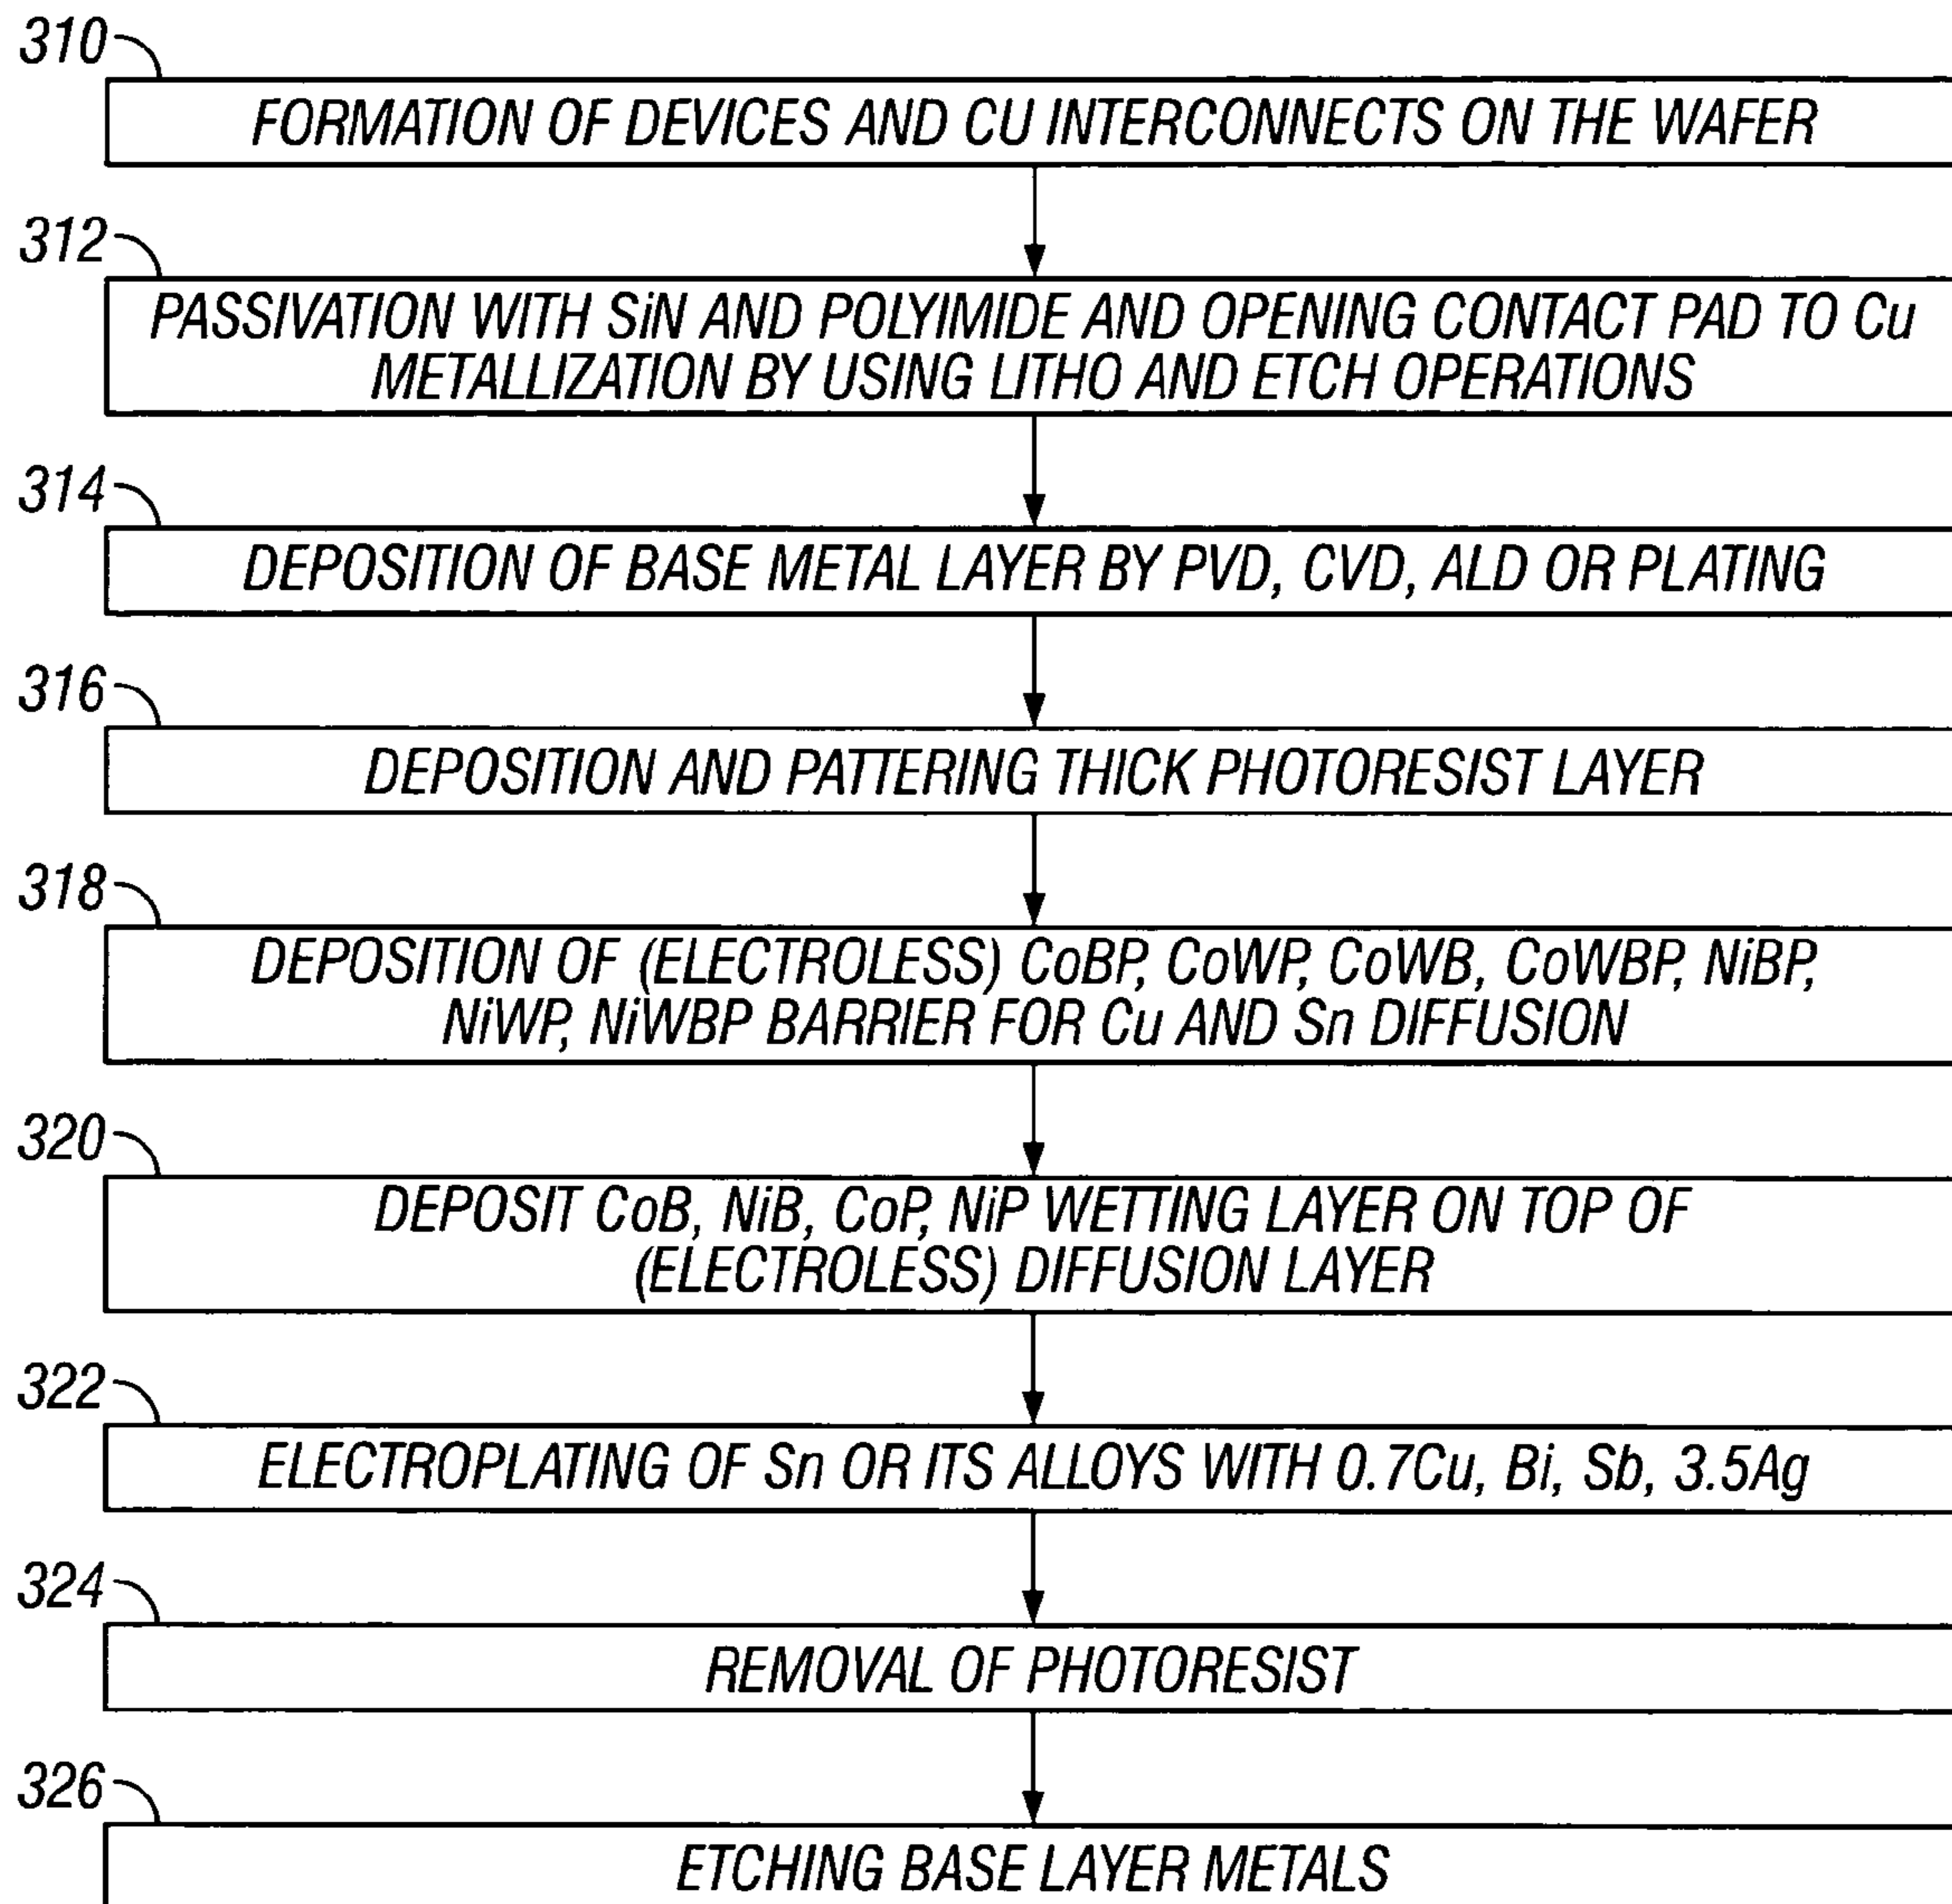 310
FORMATION OF DEVICES AND CU INTERCONNECTS ON THE WAFER
312
PASSIVATION WITH SiN AND POLYIMIDE AND OPENING CONTACT PAD TO Cu
METALLIZATION BY USING LITHO AND ETCH OPERATIONS
314
DEPOSITION OF BASE METAL LAYER BY PVD, CVD, ALD OR PLATING
316
DEPOSITION AND PATTERING THICK PHOTORESIST LAYER
318
DEPOSITION OF (ELECTROLESS) CoBP, CoWP, CoWB, CoWBP, NiBP,
NiWP, NiWBP BARRIER FOR Cu AND Sn DIFFUSION
320
DEPOSIT CoB, NiB, CoP, NiP WETTING LAYER ON TOP OF
(ELECTROLESS) DIFFUSION LAYER
322
ELECTROPLATING OF Sn OR ITS ALLOYS WITH 0.7Cu, Bi, Sb, 3.5Ag
324
REMOVAL OF PHOTORESIST
326
ETCHING BASE LAYER METALS